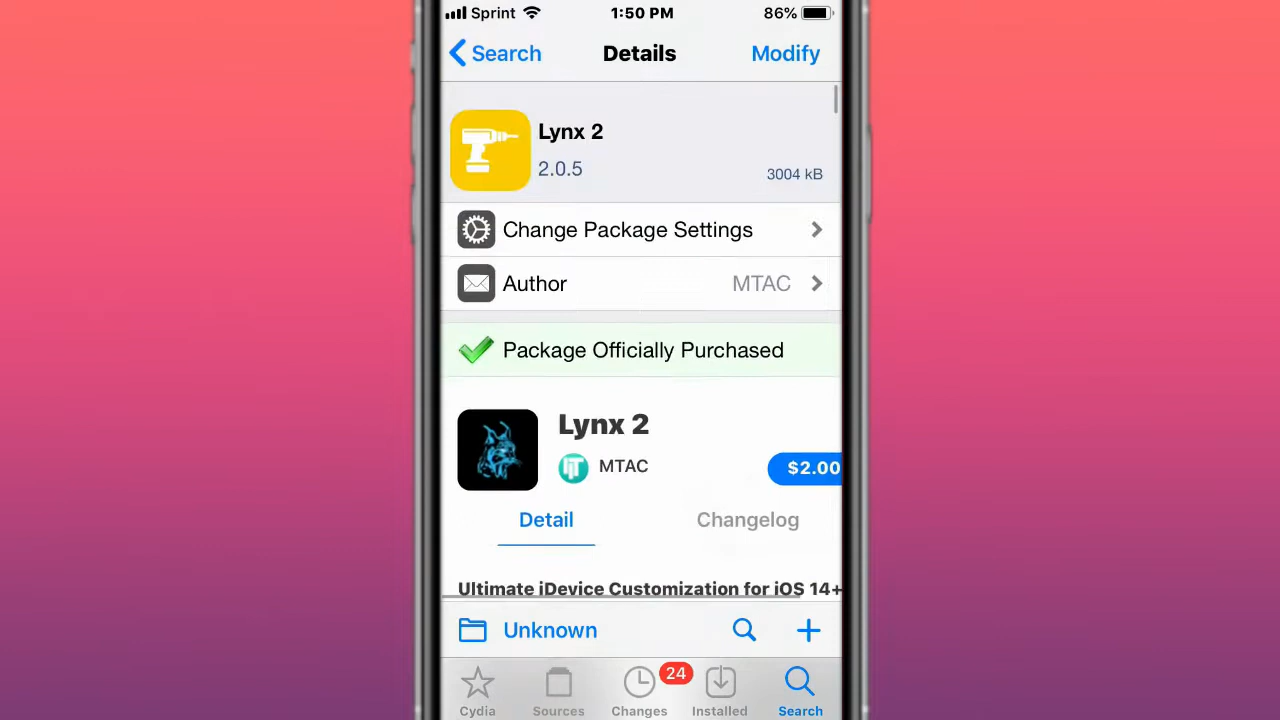 Sprint 1:50 PM 86%
Search Details Modify
Lynx 2
2.0.5
3004 kB
Change Package Settings
Author MTAC
Package Officially Purchased
Lynx 2
MTAC
$2.00
Detail Changelog
Ultimate iDevice Customization for iOS 14+
Unknown
24
Cydia Sources Changes Installed Search